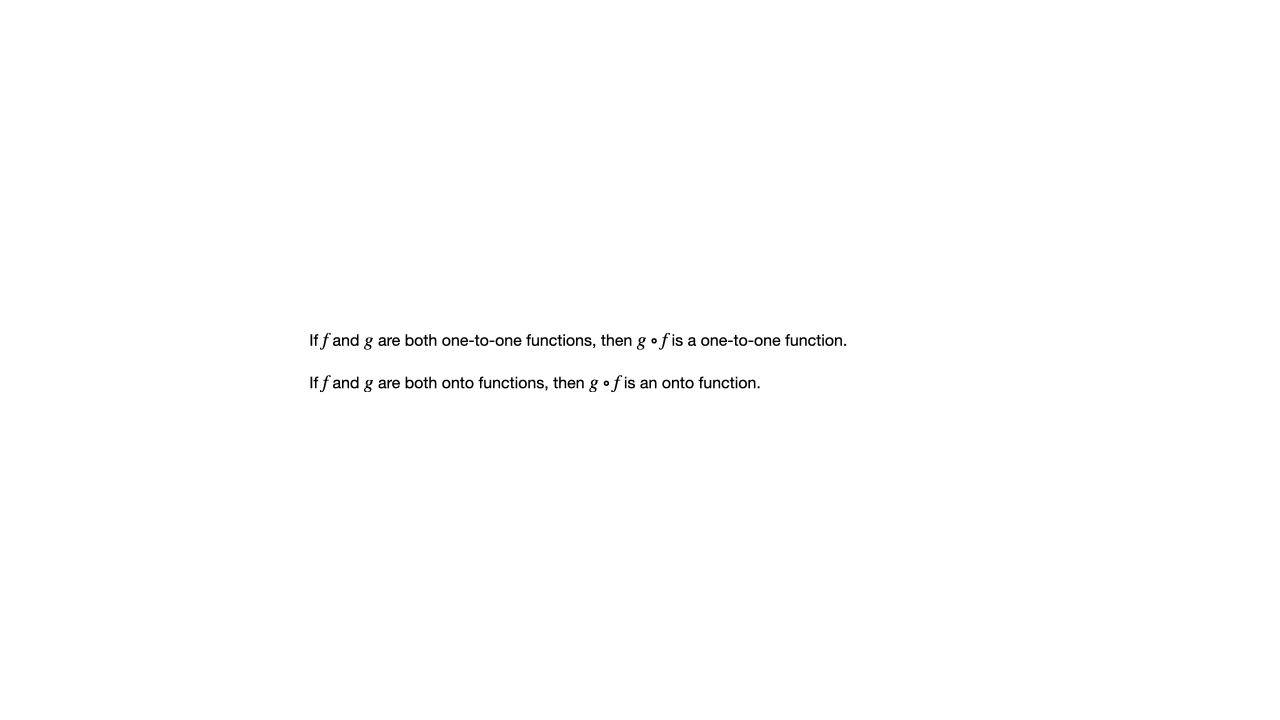 If f and g are both one-to-one functions, then g ∘ f is a one-to-one function.
If f and g are both onto functions, then g ∘ f is an onto function.